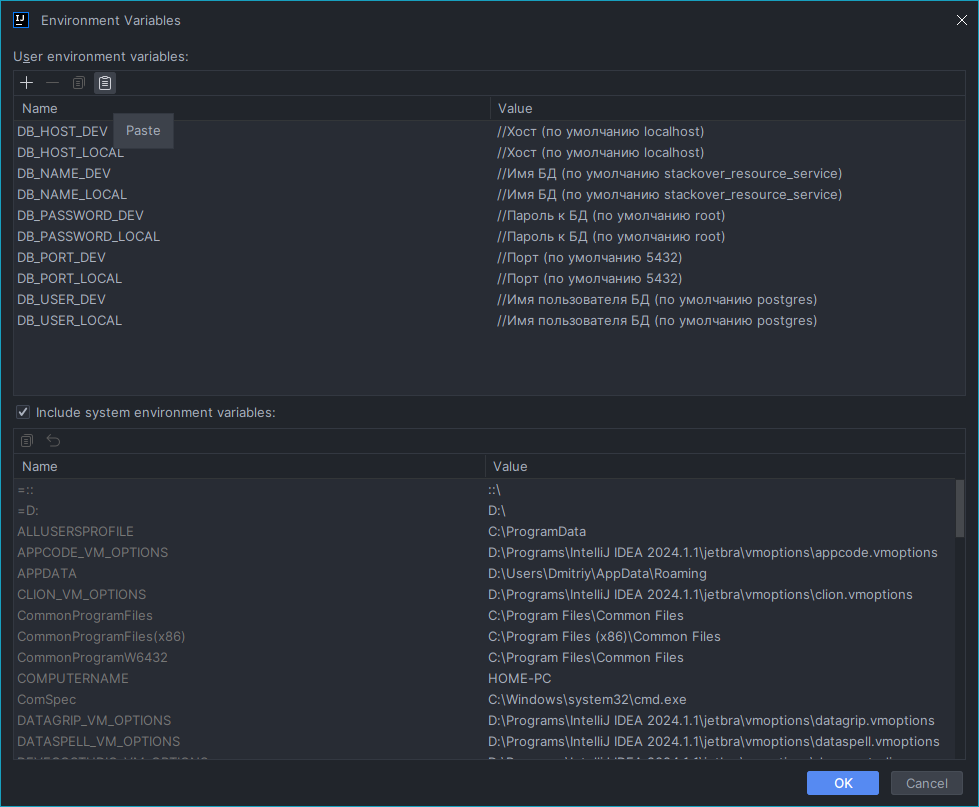 Environment Variables
User environment variables:
Paste
Name Value
DB_HOST_DEV //Хост (по умолчанию localhost)
DB_HOST_LOCAL //Хост (по умолчанию localhost)
DB_NAME_DEV //Имя БД (по умолчанию stackover_resource_service)
DB_NAME_LOCAL //Имя БД (по умолчанию stackover_resource_service)
DB_PASSWORD_DEV //Пароль к БД (по умолчанию root)
DB_PASSWORD_LOCAL //Пароль к БД (по умолчанию root)
DB_PORT_DEV //Порт (по умолчанию 5432)
DB_PORT_LOCAL //Порт (по умолчанию 5432)
DB_USER_DEV //Имя пользователя БД (по умолчанию postgres)
DB_USER_LOCAL //Имя пользователя БД (по умолчанию postgres)
Include system environment variables:
Name Value
=:: ::\
=D: D:\
ALLUSERSPROFILE C:\ProgramData
APPCODE_VM_OPTIONS D:\Programs\IntelliJ IDEA 2024.1.1\jetbra\vmoptions\appcode.vmoptions
APPDATA D:\Users\Dmitriy\AppData\Roaming
CLION_VM_OPTIONS D:\Programs\IntelliJ IDEA 2024.1.1\jetbra\vmoptions\clion.vmoptions
CommonProgramFiles C:\Program Files\Common Files
CommonProgramFiles(x86) C:\Program Files (x86)\Common Files
CommonProgramW6432 C:\Program Files\Common Files
COMPUTERNAME HOME-PC
ComSpec C:\Windows\system32\cmd.exe
DATAGRIP_VM_OPTIONS D:\Programs\IntelliJ IDEA 2024.1.1\jetbra\vmoptions\datagrip.vmoptions
DATASPELL_VM_OPTIONS D:\Programs\IntelliJ IDEA 2024.1.1\jetbra\vmoptions\dataspell.vmoptions
OK Cancel